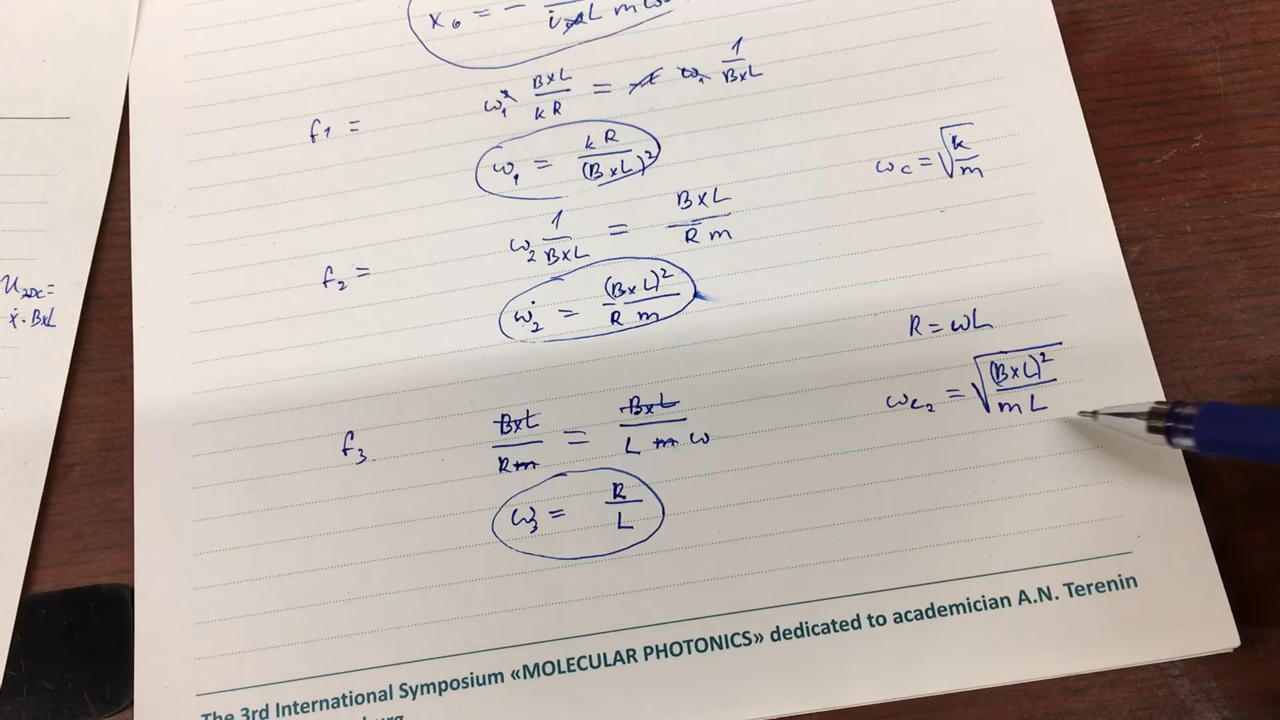 x₀ = -
L m
f1 = ω₁² BxL / kR = ω₁ 1 / BxL
ω₁ = kR / (BxL)²
ωc = √(k / m)
f₂ = ω₂ 1 / BxL = BxL / Rm
ω₂ = (BxL)² / Rm
U₂DC =
ẋ · BxL
R = ωL
ωc₂ = √((BxL)² / mL)
f₃ BxL / Rm = BxL / L m ω
ω₃ = R / L
The 3rd International Symposium «MOLECULAR PHOTONICS» dedicated to academician A.N. Terenin